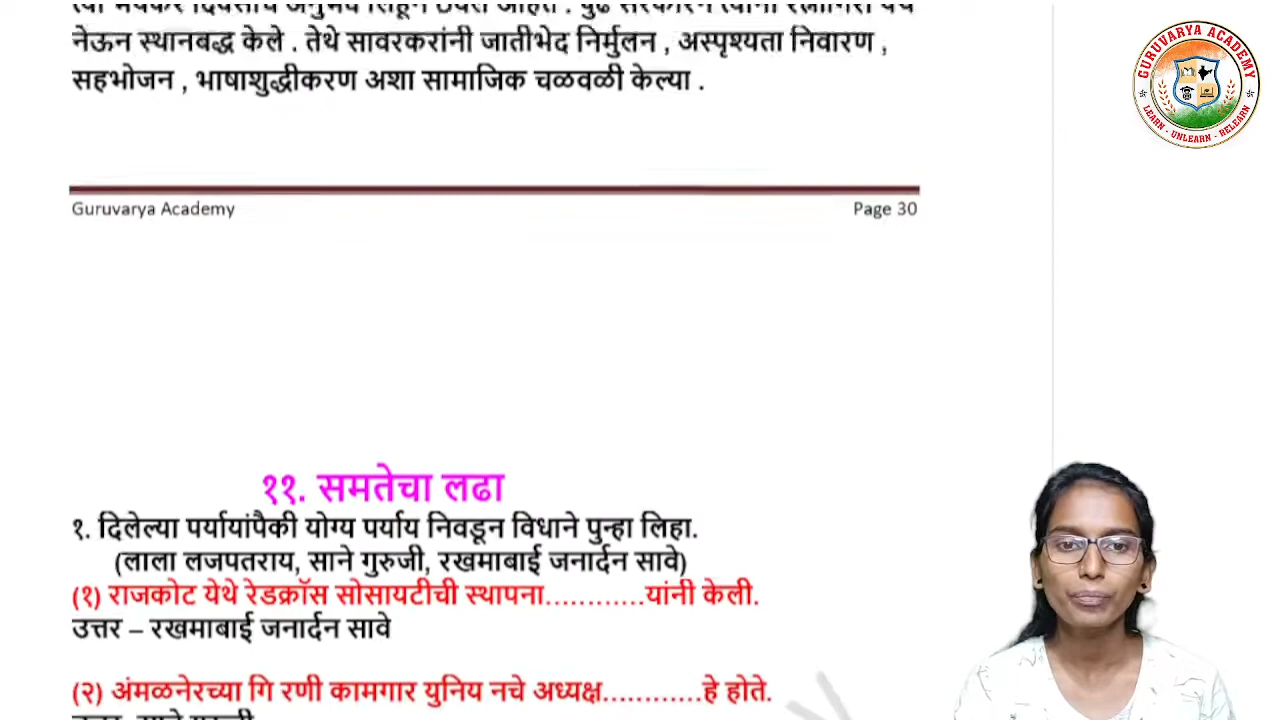 नेऊन स्थानबद्ध केले . तेथे सावरकरांनी जातीभेद निर्मुलन , अस्पृश्यता निवारण ,
सहभोजन , भाषाशुद्धीकरण अशा सामाजिक चळवळी केल्या .
Guruvarya Academy
Page 30
११. समतेचा लढा
१. दिलेल्या पर्यायांपैकी योग्य पर्याय निवडून विधाने पुन्हा लिहा.
(लाला लजपतराय, साने गुरुजी, रखमाबाई जनार्दन सावे)
(१) राजकोट येथे रेडक्रॉस सोसायटीची स्थापना............यांनी केली.
उत्तर – रखमाबाई जनार्दन सावे
(२) अंमळनेरच्या गि रणी कामगार युनिय नचे अध्यक्ष............हे होते.
GURUVARYA ACADEMY
LEARN - UNLEARN - RELEARN